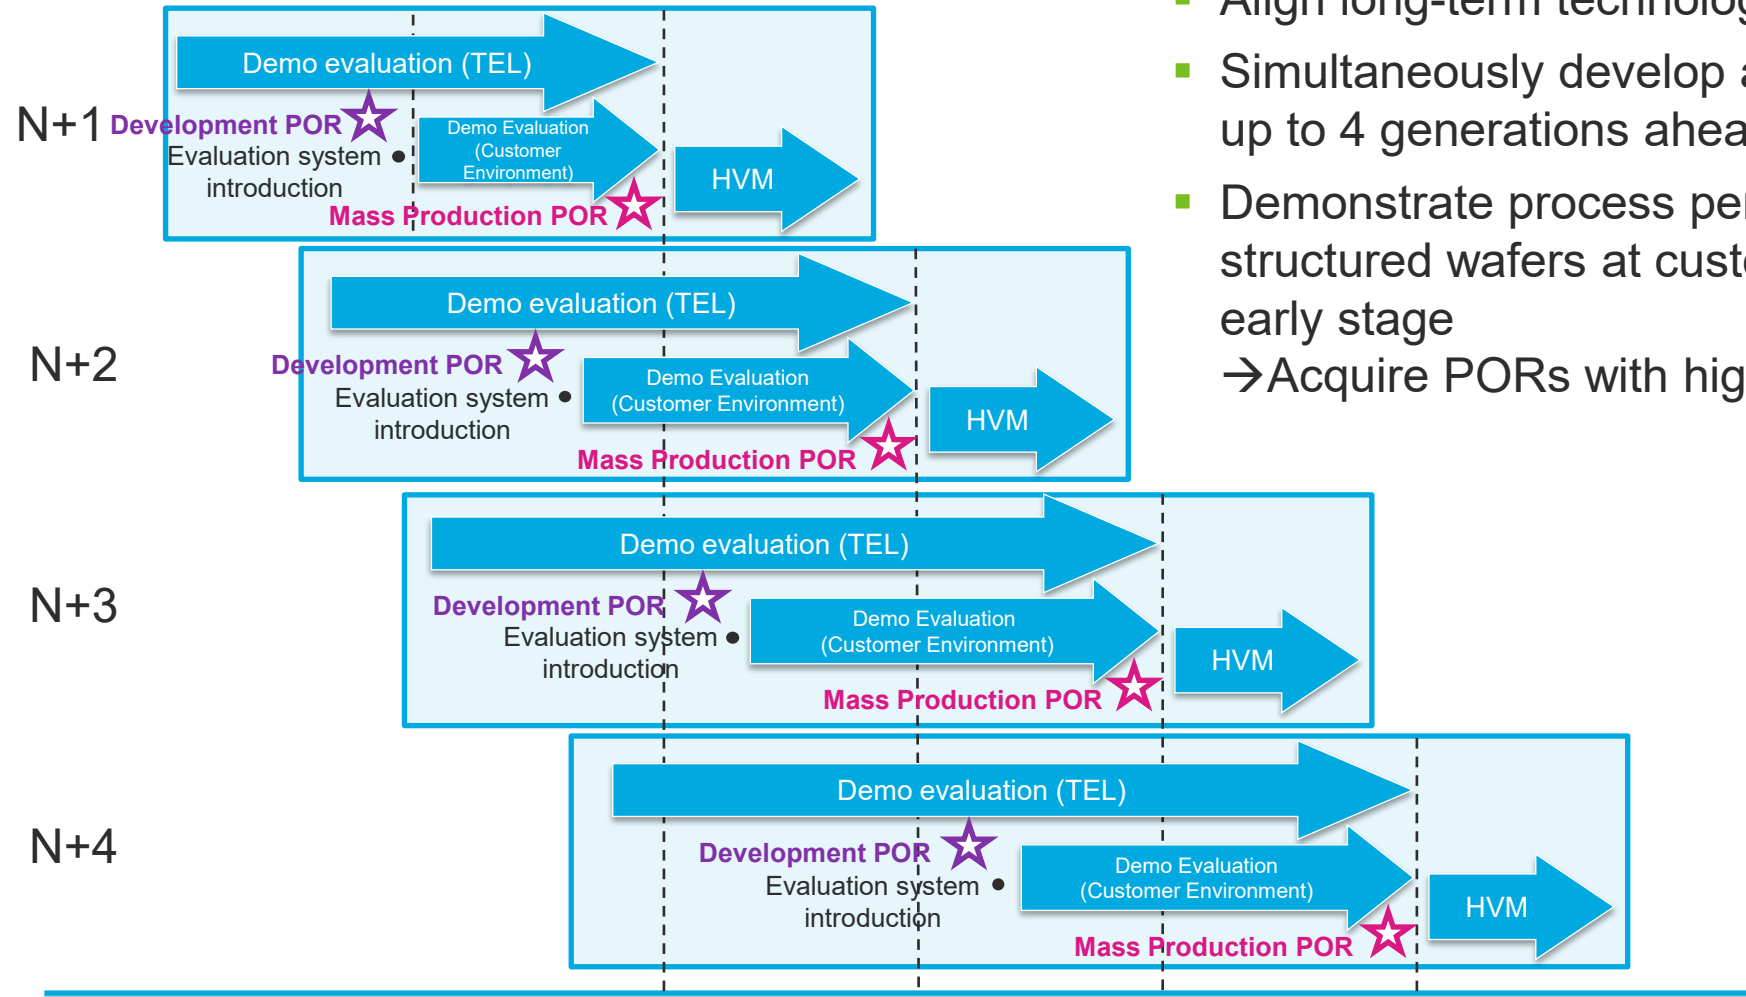 N+1
Demo evaluation (TEL)
Development POR
Evaluation system
introduction
Demo Evaluation
(Customer
Environment)
Mass Production POR
HVM
N+2
Demo evaluation (TEL)
Development POR
Evaluation system
introduction
Demo Evaluation
(Customer Environment)
Mass Production POR
HVM
N+3
Demo evaluation (TEL)
Development POR
Evaluation system
introduction
Demo Evaluation
(Customer Environment)
Mass Production POR
HVM
N+4
Demo evaluation (TEL)
Development POR
Evaluation system
introduction
Demo Evaluation
(Customer Environment)
Mass Production POR
HVM
Align long-term
Simultaneously develop
up to 4 generations
Demonstrate process
structured wafers at
early stage
→Acquire PORs with